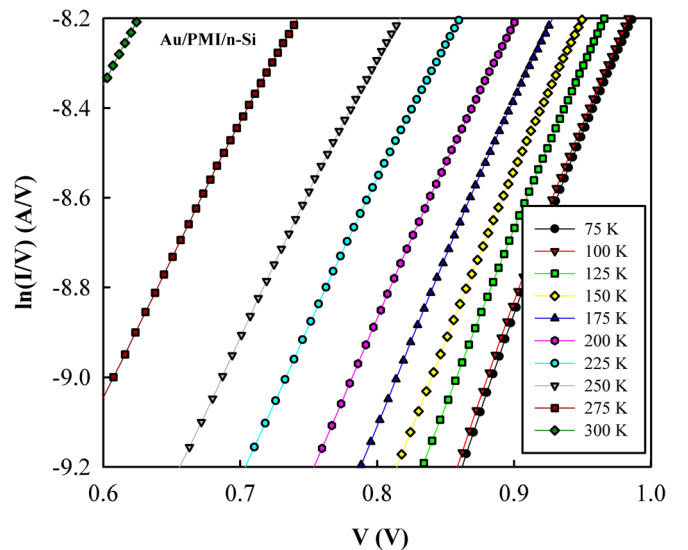 -8.2
Au/PMI/n-Si
-8.4
-8.6
-8.8
-9.0
-9.2
ln(I/V) (A/V)
75 K
100 K
125 K
150 K
175 K
200 K
225 K
250 K
275 K
300 K
0.6 0.7 0.8 0.9 1.0
V (V)